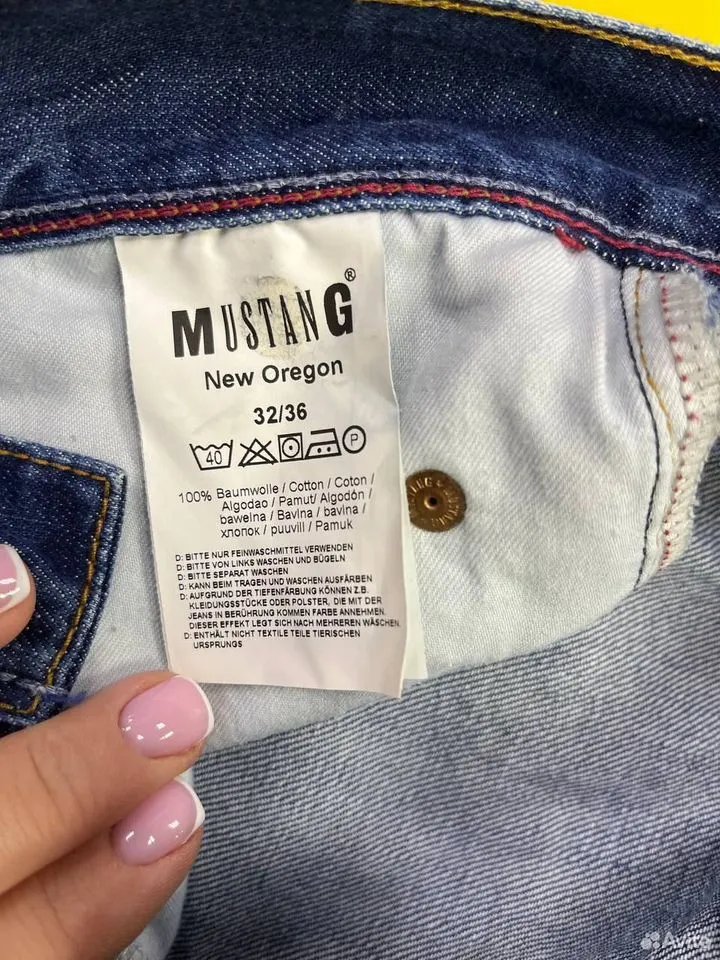 MUSTANG®
New Oregon
32/36
40 P
100% Baumwolle / Cotton / Coton /
Algodao / Pamut/ Algodón /
baweina / Bavlna / bavlna /
хлопок / puuvill / Pamuk
D: BITTE NUR FEINWASCHMITTEL VERWENDEN
D: BITTE VON LINKS WASCHEN UND BÜGELN
D: BITTE SEPARAT WASCHEN
D: KANN BEIM TRAGEN UND WASCHEN AUSFÄRBEN
D: AUFGRUND DER TIEFENFÄRBUNG KÖNNEN Z.B.
KLEIDUNGSSTÜCKE ODER POLSTER, DIE MIT DER
JEANS IN BERÜHRUNG KOMMEN FARBE ANNEHMEN.
DIESER EFFEKT LEGT SICH NACH MEHREREN WÄSCHEN.
D: ENTHÄLT NICHT TEXTILE TEILE TIERISCHEN
URSPRUNGS
Avito